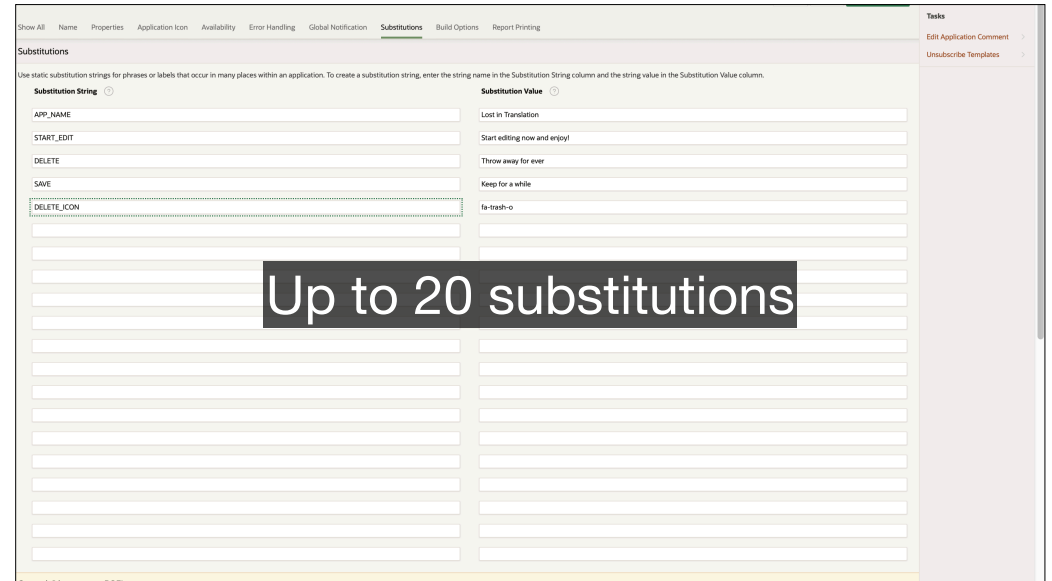 Show All Name Properties Application Icon Availability Error Handling Global Notification Substitutions Build Options Report Printing
Tasks
Edit Application Comment
Unsubscribe Templates
Substitutions
Use static substitution strings for phrases or labels that occur in many places within an application. To create a substitution string, enter the string name in the Substitution String column and the string value in the Substitution Value column.
Substitution String ? Substitution Value ?
APP_NAME Lost in Translation
START_EDIT Start editing now and enjoy!
DELETE Throw away for ever
SAVE Keep for a while
DELETE_ICON fa-trash-o
Up to 20 substitutions